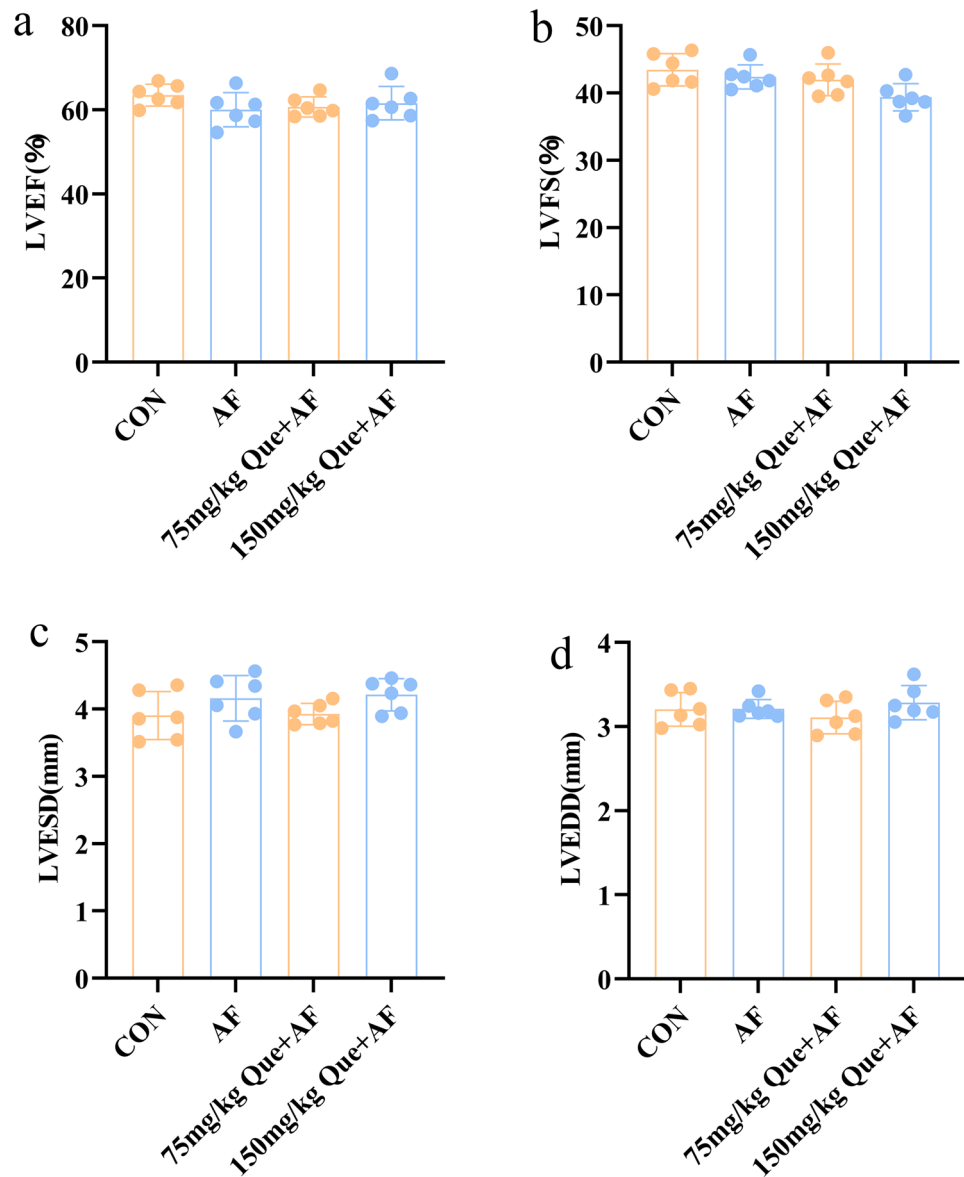 a
LVEF(%)
80
60
40
20
0
CON
AF
75mg/kg Que+AF
150mg/kg Que+AF
b
LVFS(%)
50
40
30
20
10
0
CON
AF
75mg/kg Que+AF
150mg/kg Que+AF
c
LVESD(mm)
5
4
3
2
1
0
CON
AF
75mg/kg Que+AF
150mg/kg Que+AF
d
LVEDD(mm)
4
3
2
1
0
CON
AF
75mg/kg Que+AF
150mg/kg Que+AF